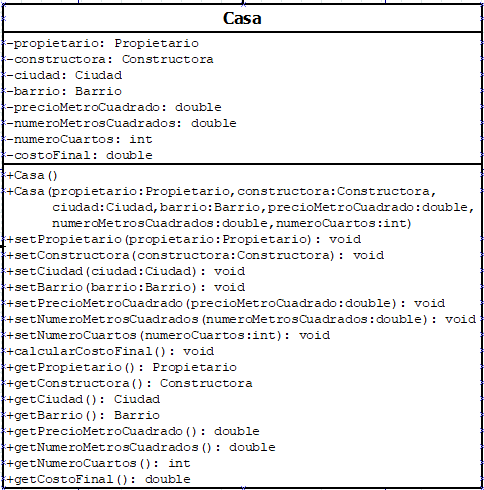 Casa
-propietario: Propietario
-constructora: Constructora
-ciudad: Ciudad
-barrio: Barrio
-precioMetroCuadrado: double
-numeroMetrosCuadrados: double
-numeroCuartos: int
-costoFinal: double
+Casa()
+Casa(propietario:Propietario,constructora:Constructora,
ciudad:Ciudad,barrio:Barrio,precioMetroCuadrado:double,
numeroMetrosCuadrados:double,numeroCuartos:int)
+setPropietario(propietario:Propietario): void
+setConstructora(constructora:Constructora): void
+setCiudad(ciudad:Ciudad): void
+setBarrio(barrio:Barrio): void
+setPrecioMetroCuadrado(precioMetroCuadrado:double): void
+setNumeroMetrosCuadrados(numeroMetrosCuadrados:double): void
+setNumeroCuartos(numeroCuartos:int): void
+calcularCostoFinal(): void
+getPropietario(): Propietario
+getConstructora(): Constructora
+getCiudad(): Ciudad
+getBarrio(): Barrio
+getPrecioMetroCuadrado(): double
+getNumeroMetrosCuadrados(): double
+getNumeroCuartos(): int
+getCostoFinal(): double